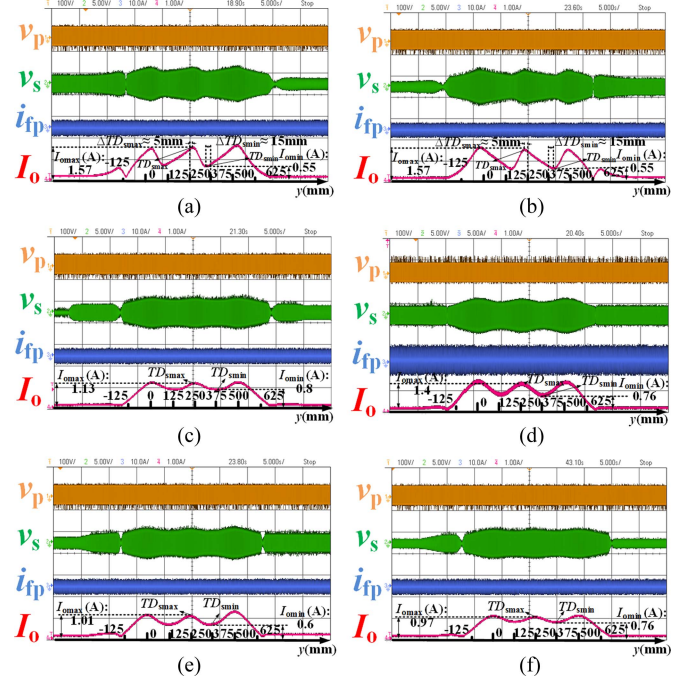 1 100V/ 2 5.00V/ 3 10.0A/ 4 1.00A/ 18.90s 5.000s/ Stop
vp
vs
ifp
ΔTDsmax≈ 5mm ΔTDsmin≈ 15mm
Iomax(A): -125 TDsmax TDsmin Iomin(A):
Io 1.57 0 125 250 375 500 625 0.55
y(mm)
(a)
1 100V/ 2 5.00V/ 3 10.0A/ 4 1.00A/ 23.60s 5.000s/ Stop
vp
vs
ifp
ΔTDsmax≈ 5mm ΔTDsmin≈ 15mm
Iomax(A): -125 TDsmax TDsmin Iomin(A):
Io 1.57 0 125 250 375 500 625 0.55
y(mm)
(b)
1 100V/ 2 5.00V/ 3 10.0A/ 4 1.00A/ 21.30s 5.000s/ Stop
vp
vs
ifp
Iomax(A): TDsmax TDsmin Iomin(A):
Io 1.13 -125 0 125 250 375 500 625 0.8
y(mm)
(c)
1 100V/ 2 5.00V/ 3 10.0A/ 4 1.00A/ 20.40s 5.000s/ Stop
vp
vs
ifp
Iomax(A): TDsmax TDsmin Iomin(A):
Io 1.4 -125 0 125 250 375 500 625 0.76
y(mm)
(d)
1 100V/ 2 5.00V/ 3 10.0A/ 4 1.00A/ 23.80s 5.000s/ Stop
vp
vs
ifp
Iomax(A): TDsmax TDsmin Iomin(A):
Io 1.01 -125 0 125 250 375 500 625 0.6
y(mm)
(e)
1 100V/ 2 5.00V/ 3 10.0A/ 4 1.00A/ 43.10s 5.000s/ Stop
vp
vs
ifp
Iomax(A): TDsmax TDsmin Iomin(A):
Io 0.97 -125 0 125 250 375 500 625 0.76
y(mm)
(f)